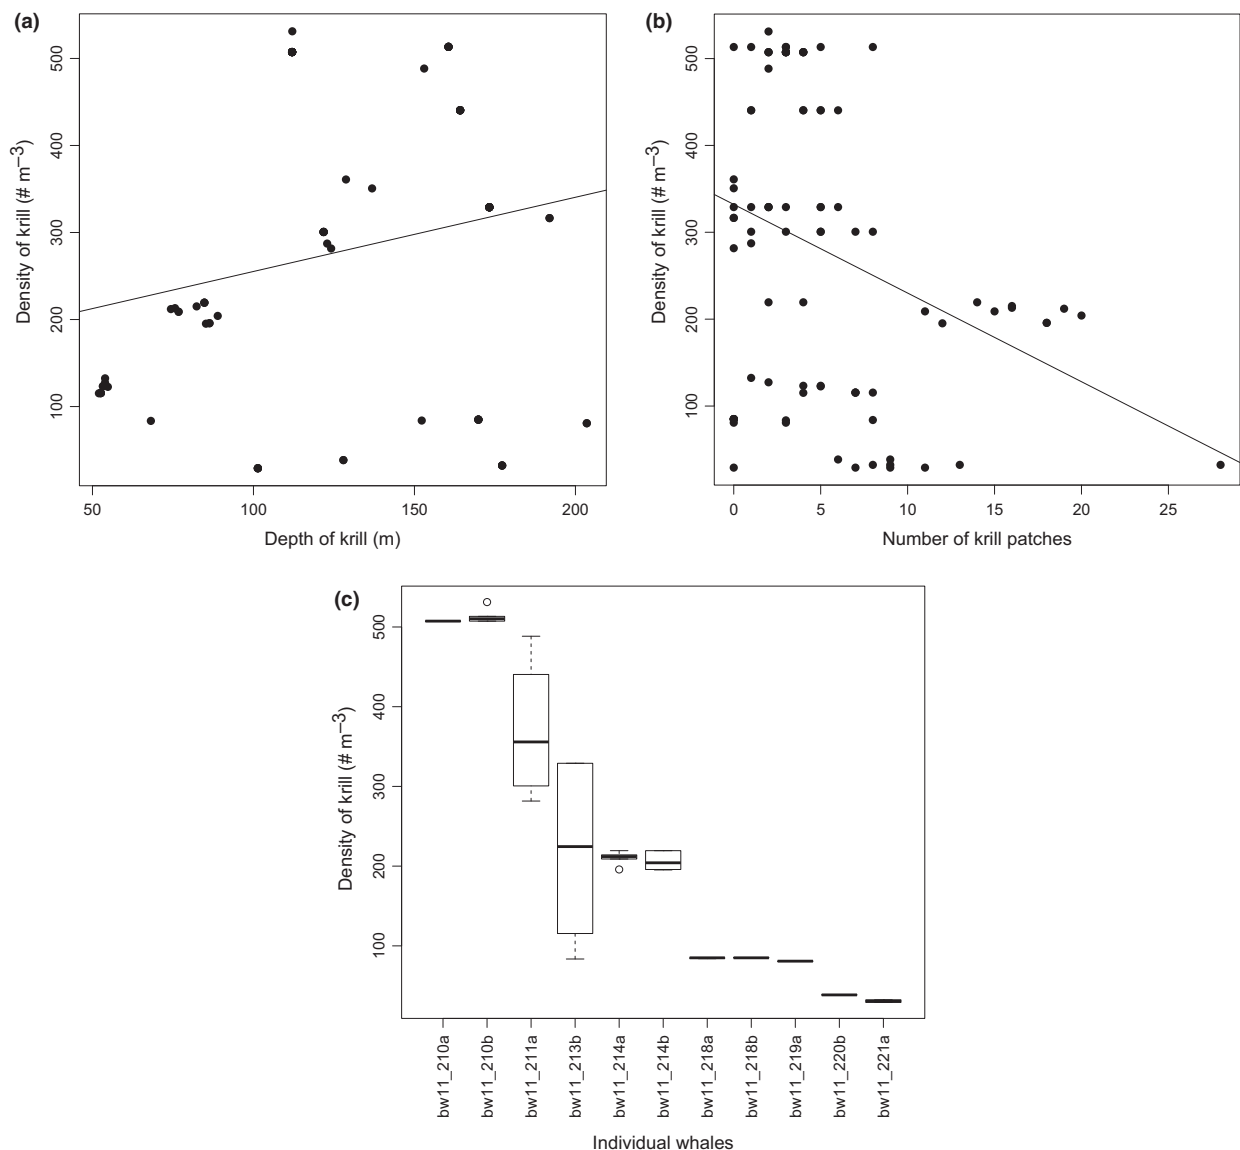 (a)
Density of krill (# m−3)
100 200 300 400 500
50 100 150 200
Depth of krill (m)
(b)
Density of krill (# m−3)
100 200 300 400 500
0 5 10 15 20 25
Number of krill patches
(c)
Density of krill (# m−3)
100 200 300 400 500
bw11_210a
bw11_210b
bw11_211a
bw11_213b
bw11_214a
bw11_214b
bw11_218a
bw11_218b
bw11_219a
bw11_220b
bw11_221a
Individual whales